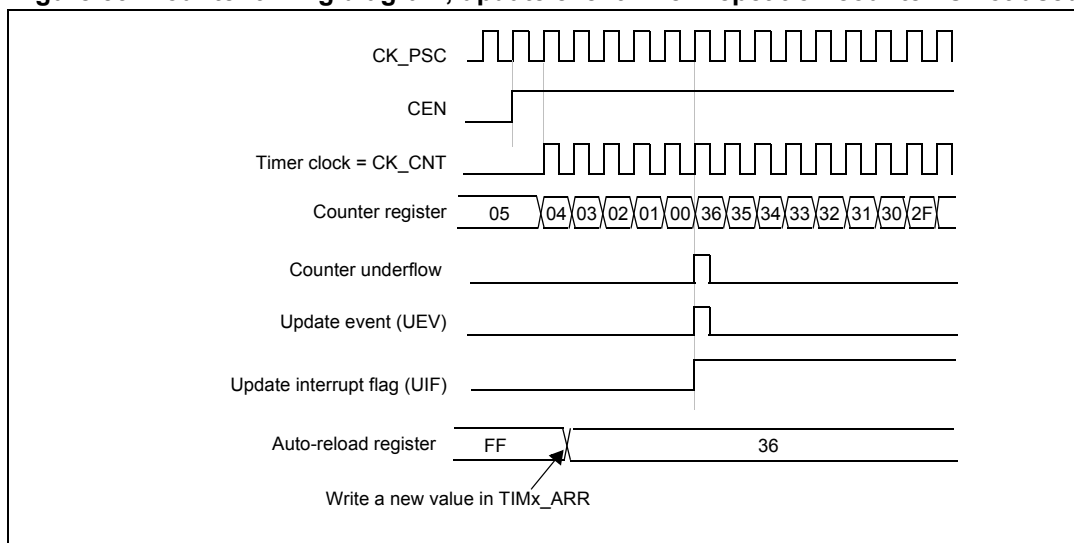 CK_PSC
CEN
Timer clock = CK_CNT
Counter register 05 04 03 02 01 00 36 35 34 33 32 31 30 2F
Counter underflow
Update event (UEV)
Update interrupt flag (UIF)
Auto-reload register FF 36
Write a new value in TIMx_ARR